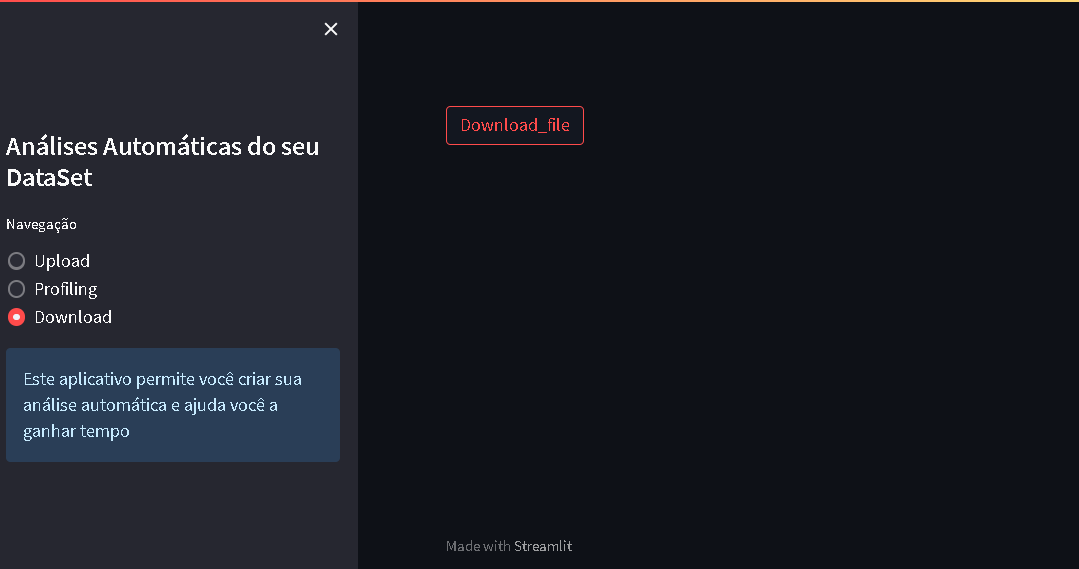 Análises Automáticas do seu
DataSet
Navegação
Upload
Profiling
Download
Este aplicativo permite você criar sua
análise automática e ajuda você a
ganhar tempo
Download_file
Made with Streamlit